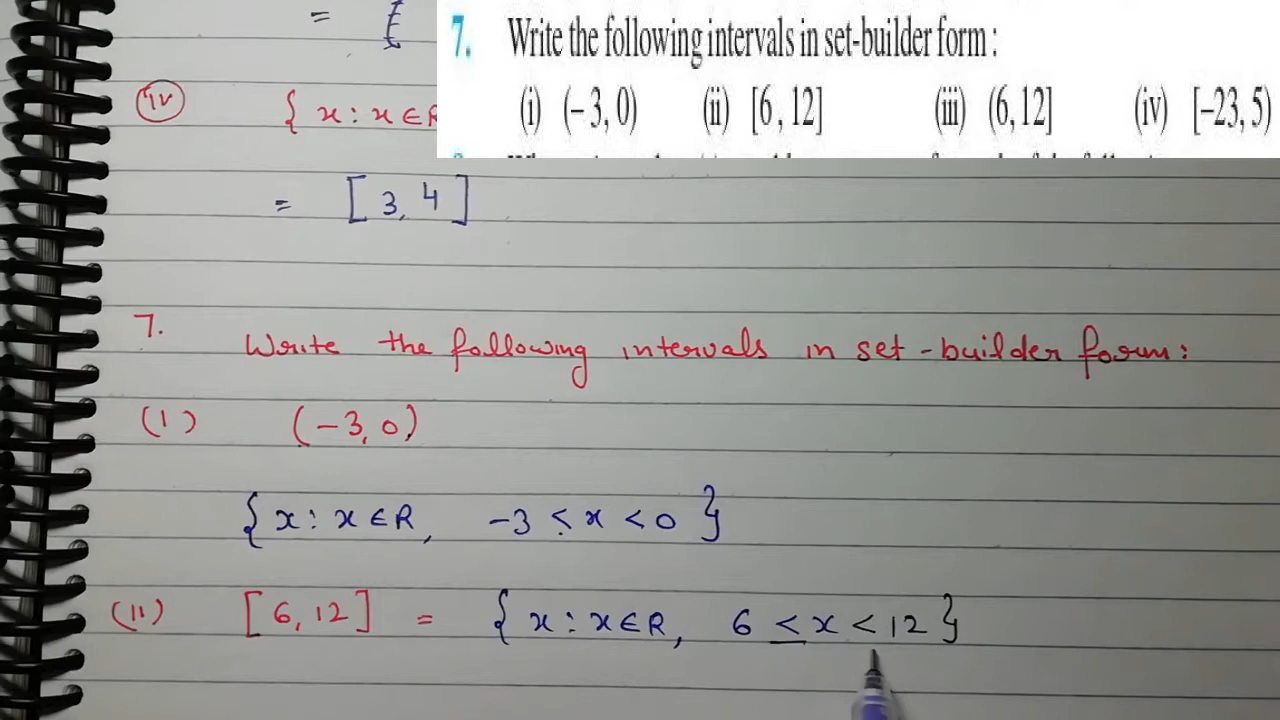 = [
7. Write the following intervals in set-builder form :
(i) (– 3, 0) (ii) [6 , 12] (iii) (6, 12] (iv) [–23, 5)
iv { x : x ∈ R
= [ 3, 4 ]
7. Write the following intervals in set-builder form :
(i) (-3, 0)
{ x : x ∈ R, -3 < x < 0 }
(ii) [ 6, 12 ] = { x : x ∈ R, 6 ≤ x < 12 }